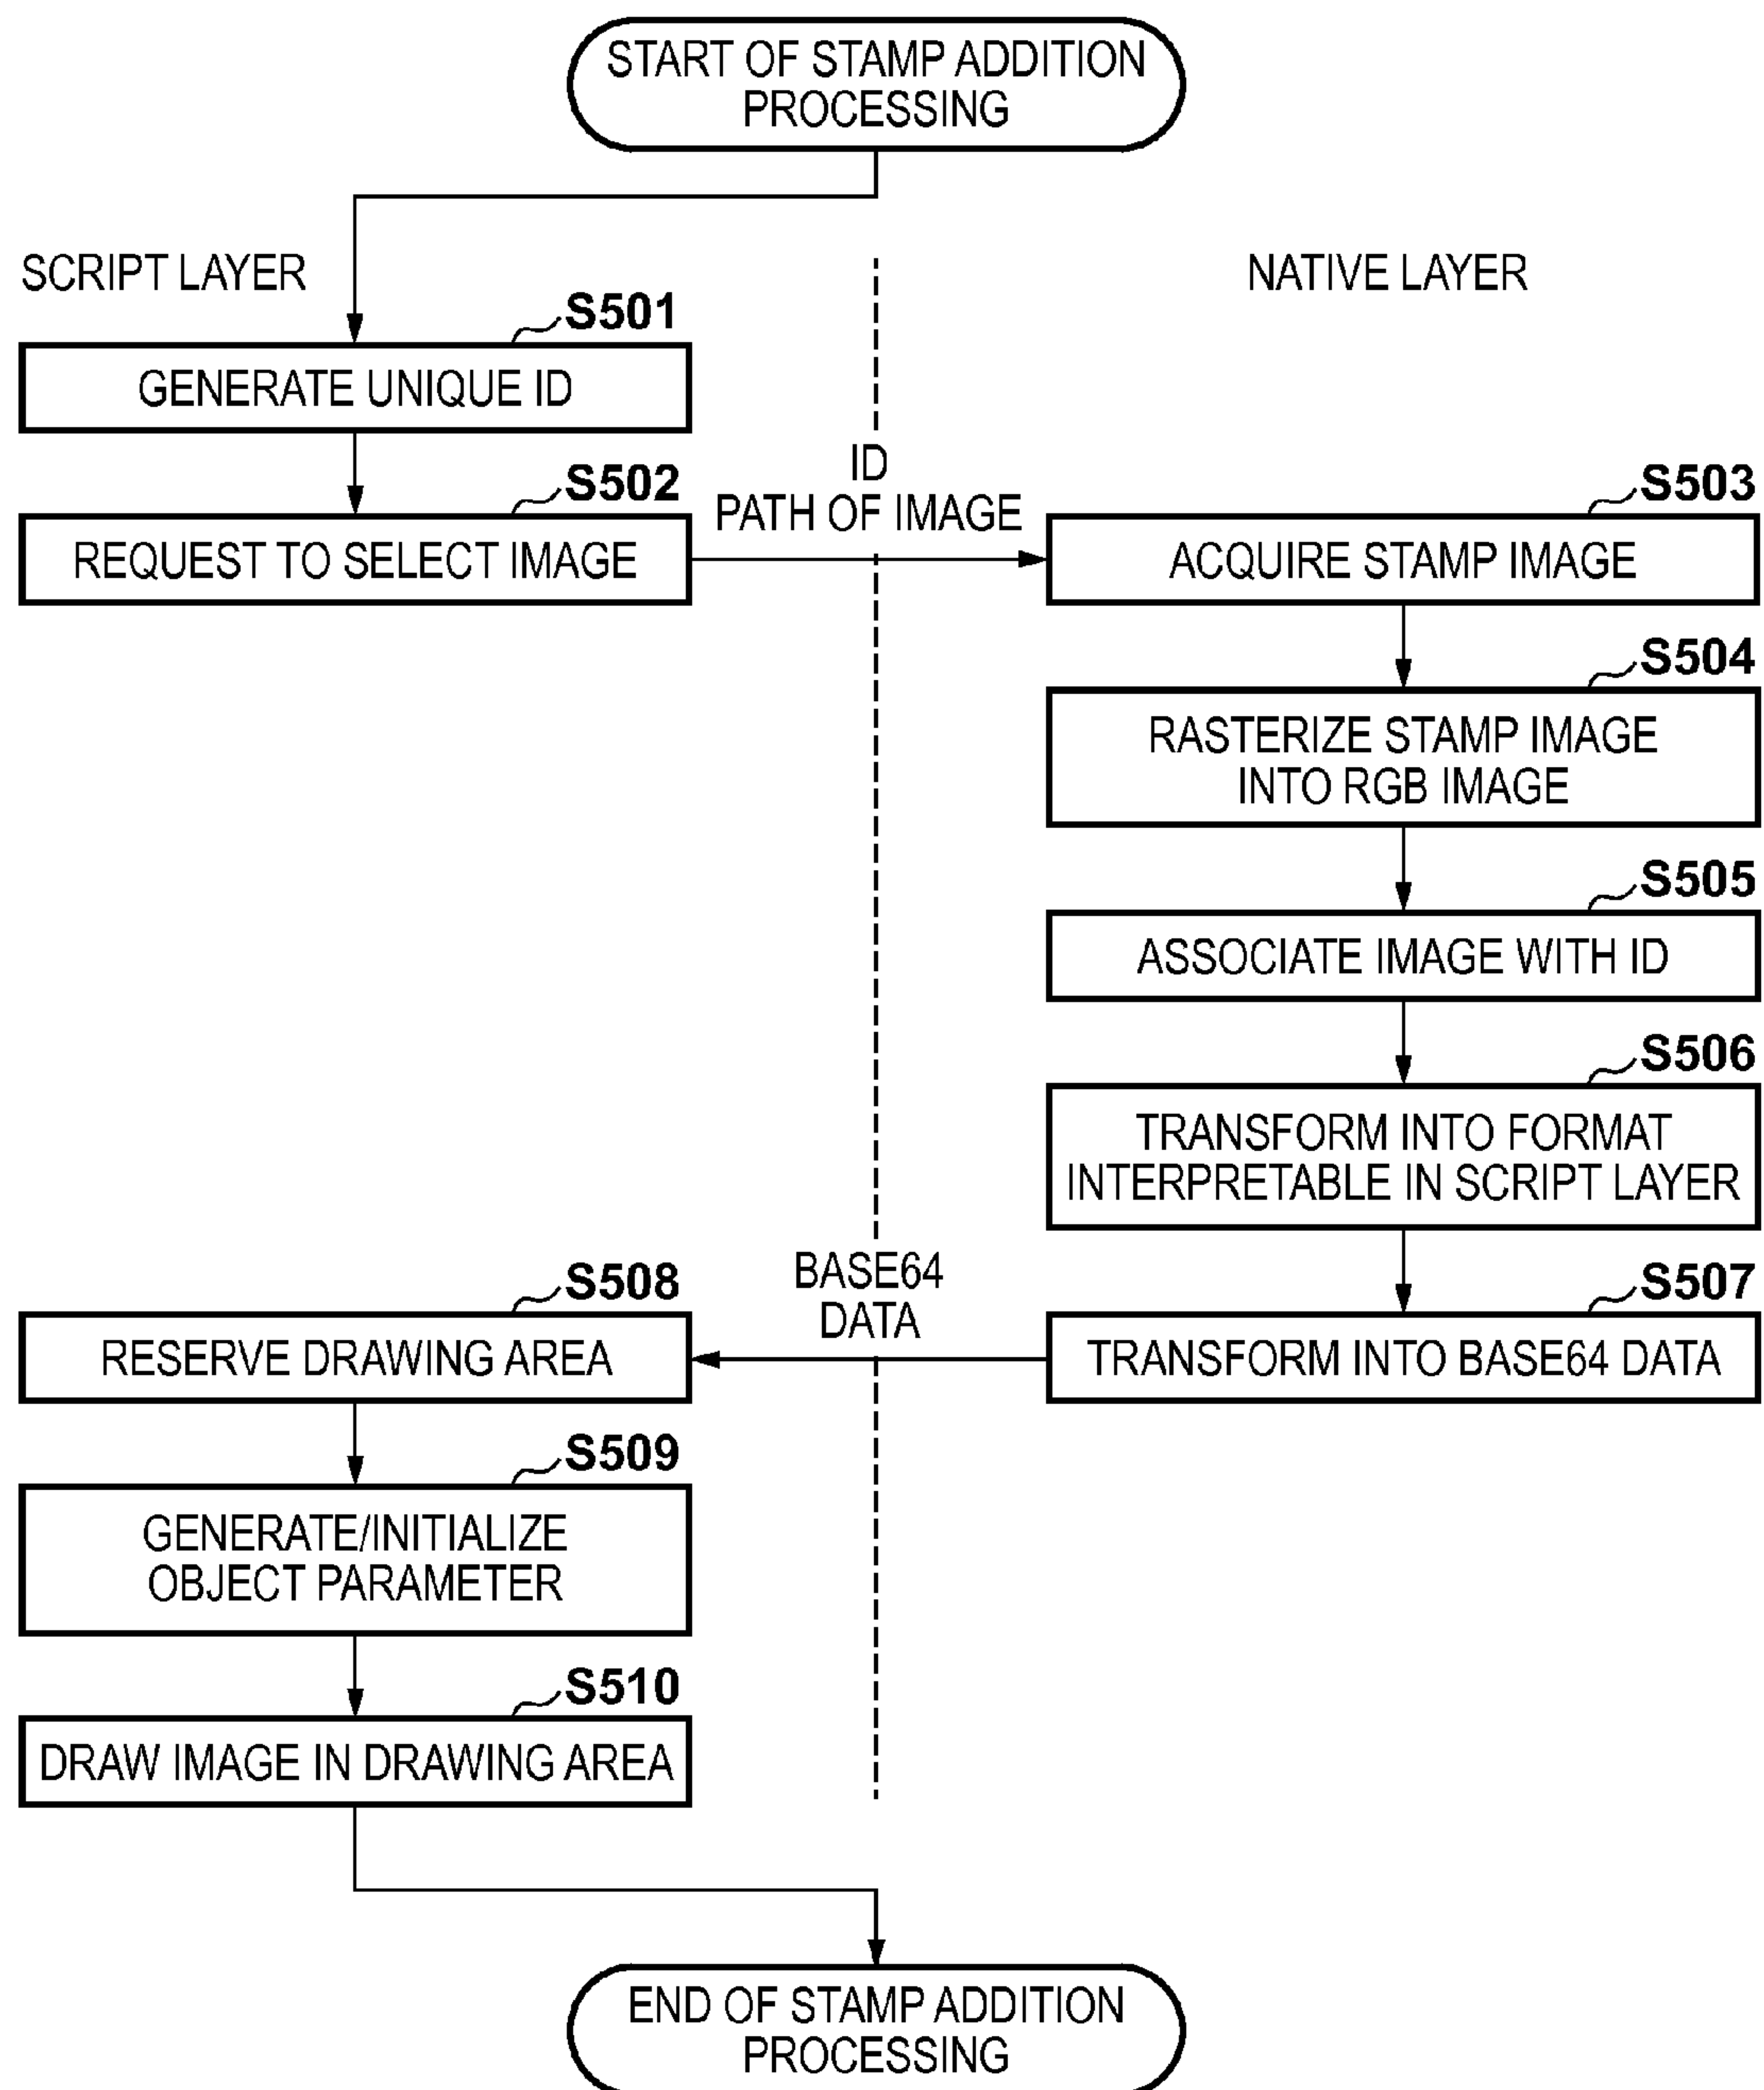 START OF STAMP ADDITION
PROCESSING
SCRIPT LAYER
NATIVE LAYER
S501
GENERATE UNIQUE ID
S502
REQUEST TO SELECT IMAGE
ID
PATH OF IMAGE
S503
ACQUIRE STAMP IMAGE
S504
RASTERIZE STAMP IMAGE
INTO RGB IMAGE
S505
ASSOCIATE IMAGE WITH ID
S506
TRANSFORM INTO FORMAT
INTERPRETABLE IN SCRIPT LAYER
S507
TRANSFORM INTO BASE64 DATA
BASE64
DATA
S508
RESERVE DRAWING AREA
S509
GENERATE/INITIALIZE
OBJECT PARAMETER
S510
DRAW IMAGE IN DRAWING AREA
END OF STAMP ADDITION
PROCESSING